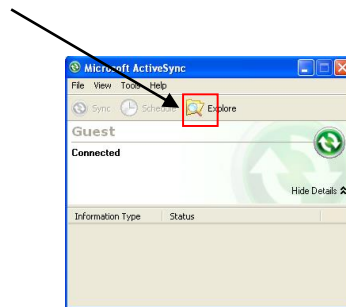 Microsoft ActiveSync
File View Tools Help
Sync Schedule Explore
Guest
Connected
Hide Details
Information Type Status